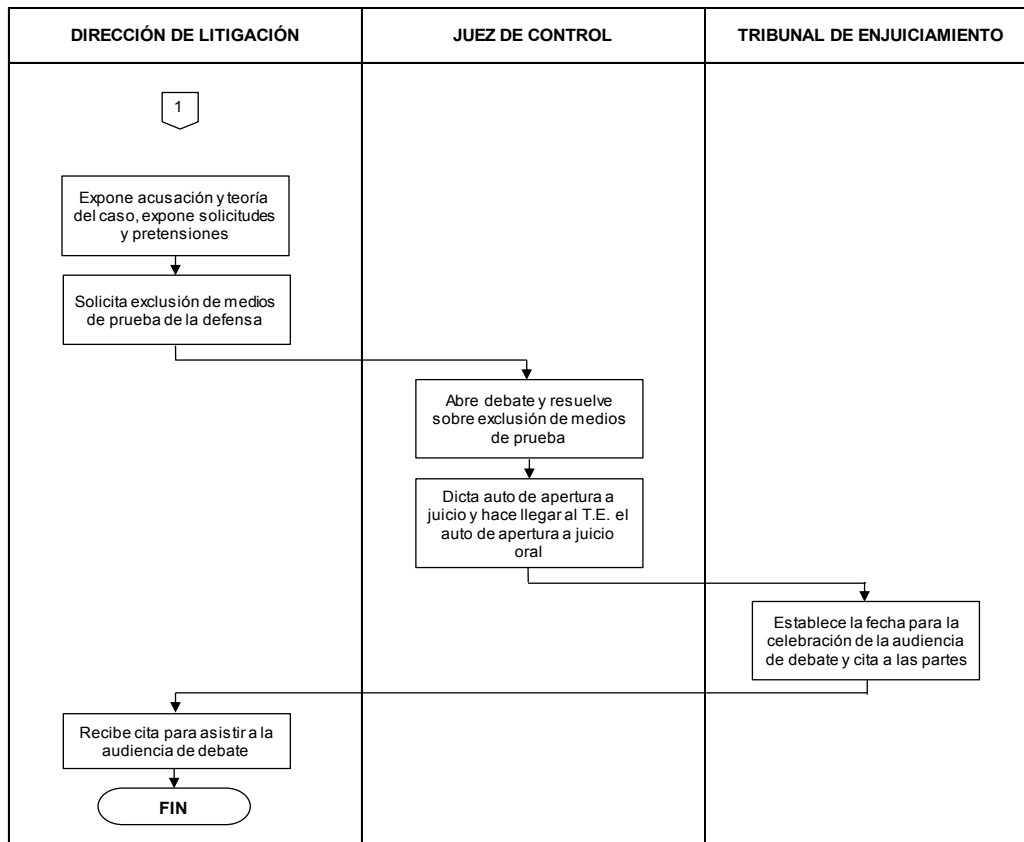 DIRECCIÓN DE LITIGACIÓN
JUEZ DE CONTROL
TRIBUNAL DE ENJUICIAMIENTO
1
Expone acusación y teoría
del caso, expone solicitudes
y pretensiones
Solicita exclusión de medios
de prueba de la defensa
Abre debate y resuelve
sobre exclusión de medios
de prueba
Dicta auto de apertura a
juicio y hace llegar al T.E. el
auto de apertura a juicio
oral
Establece la fecha para la
celebración de la audiencia
de debate y cita a las partes
Recibe cita para asistir a la
audiencia de debate
FIN